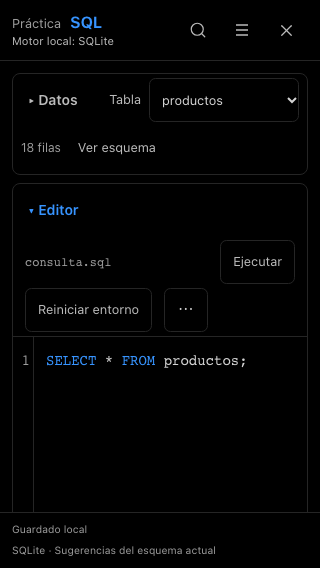 Práctica SQL
Motor local: SQLite
Datos Tabla productos
18 filas Ver esquema
Editor
consulta.sql Ejecutar
Reiniciar entorno ...
1 SELECT * FROM productos;
Guardado local
SQLite · Sugerencias del esquema actual